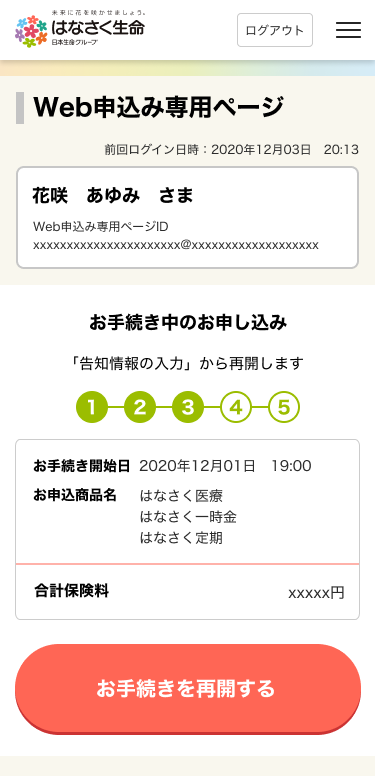 未来に花を咲かせましょう。
はなさく生命
日本生命グループ
ログアウト
Web申込み専用ページ
前回ログイン日時：2020年12月03日　20:13
花咲　あゆみ　さま
Web申込み専用ページID
xxxxxxxxxxxxxxxxxxxxxx@xxxxxxxxxxxxxxxxxxx
お手続き中のお申し込み
「告知情報の入力」から再開します
1 2 3 4 5
お手続き開始日 2020年12月01日　19:00
お申込商品名 はなさく医療
はなさく一時金
はなさく定期
合計保険料 xxxxx円
お手続きを再開する